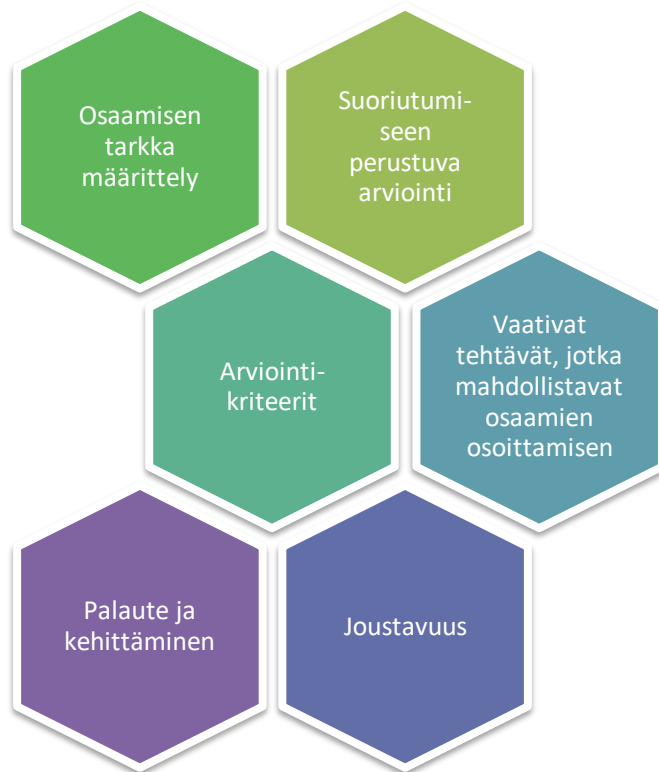 Osaamisen
tarkka
määrittely
Suoriutumi-
seen
perustuva
arviointi
Arviointi-
kriteerit
Vaativat
tehtävät, jotka
mahdollistavat
osaamien
osoittamisen
Palaute ja
kehittäminen
Joustavuus